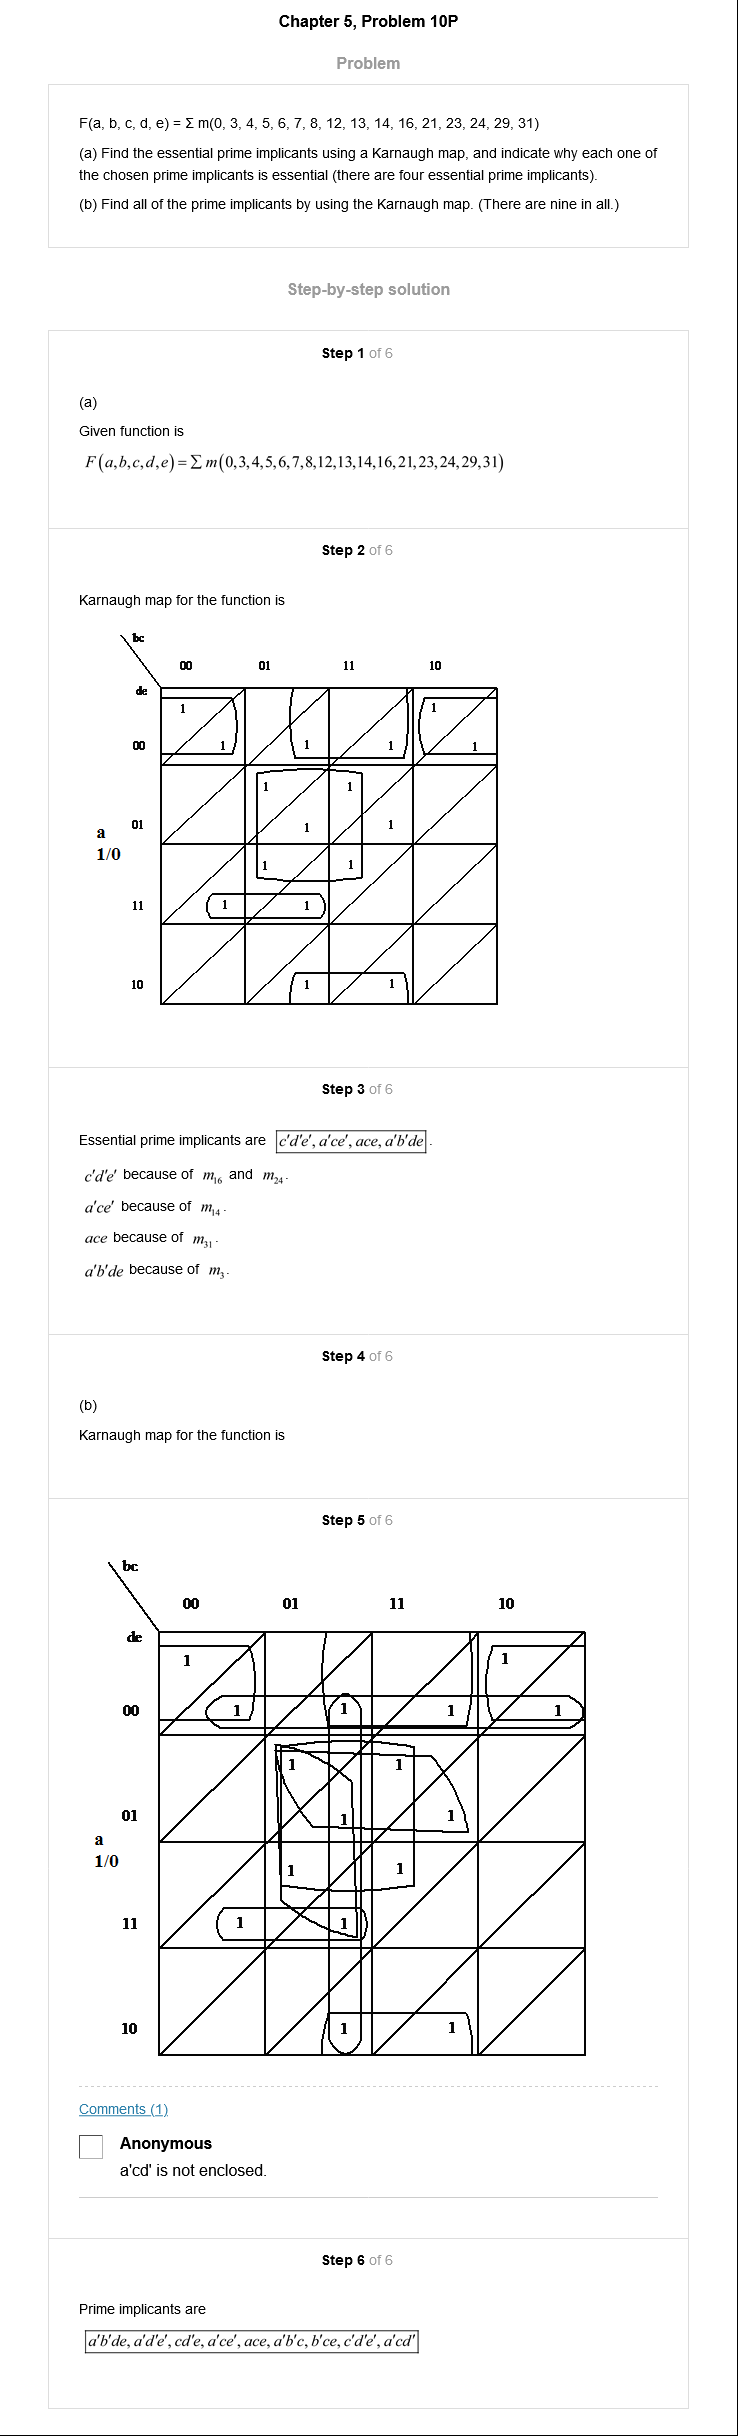 Chapter 5, Problem 10P
Problem
F(a, b, c, d, e) = Σ m(0, 3, 4, 5, 6, 7, 8, 12, 13, 14, 16, 21, 23, 24, 29, 31)
(a) Find the essential prime implicants using a Karnaugh map, and indicate why each one of
the chosen prime implicants is essential (there are four essential prime implicants).
(b) Find all of the prime implicants by using the Karnaugh map. (There are nine in all.)
Step-by-step solution
Step 1 of 6
(a)
Given function is
F(a,b,c,d,e)=∑m(0,3,4,5,6,7,8,12,13,14,16,21,23,24,29,31)
Step 2 of 6
Karnaugh map for the function is
bc
00 01 11 10
de
1 1
00 1 1 1 1
1 1
01 1 1
a
1/0
1 1
11 1 1
10 1 1
Step 3 of 6
Essential prime implicants are c'd'e', a'ce', ace, a'b'de .
c'd'e' because of m16 and m24.
a'ce' because of m14.
ace because of m31.
a'b'de because of m3.
Step 4 of 6
(b)
Karnaugh map for the function is
Step 5 of 6
bc
00 01 11 10
de
1 1
00 1 1 1 1
1 1
01 1 1
a
1/0
1 1
11 1 1
10 1 1
Comments (1)
Anonymous
a'cd' is not enclosed.
Step 6 of 6
Prime implicants are
a'b'de, a'd'e', cd'e, a'ce', ace, a'b'c, b'ce, c'd'e', a'cd'